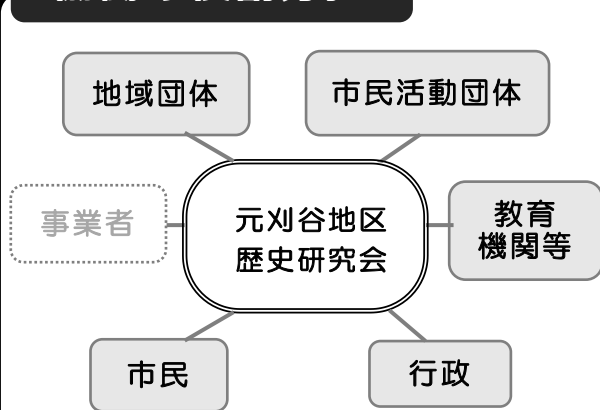 地域団体
市民活動団体
事業者
元刈谷地区
歴史研究会
教育
機関等
市民
行政